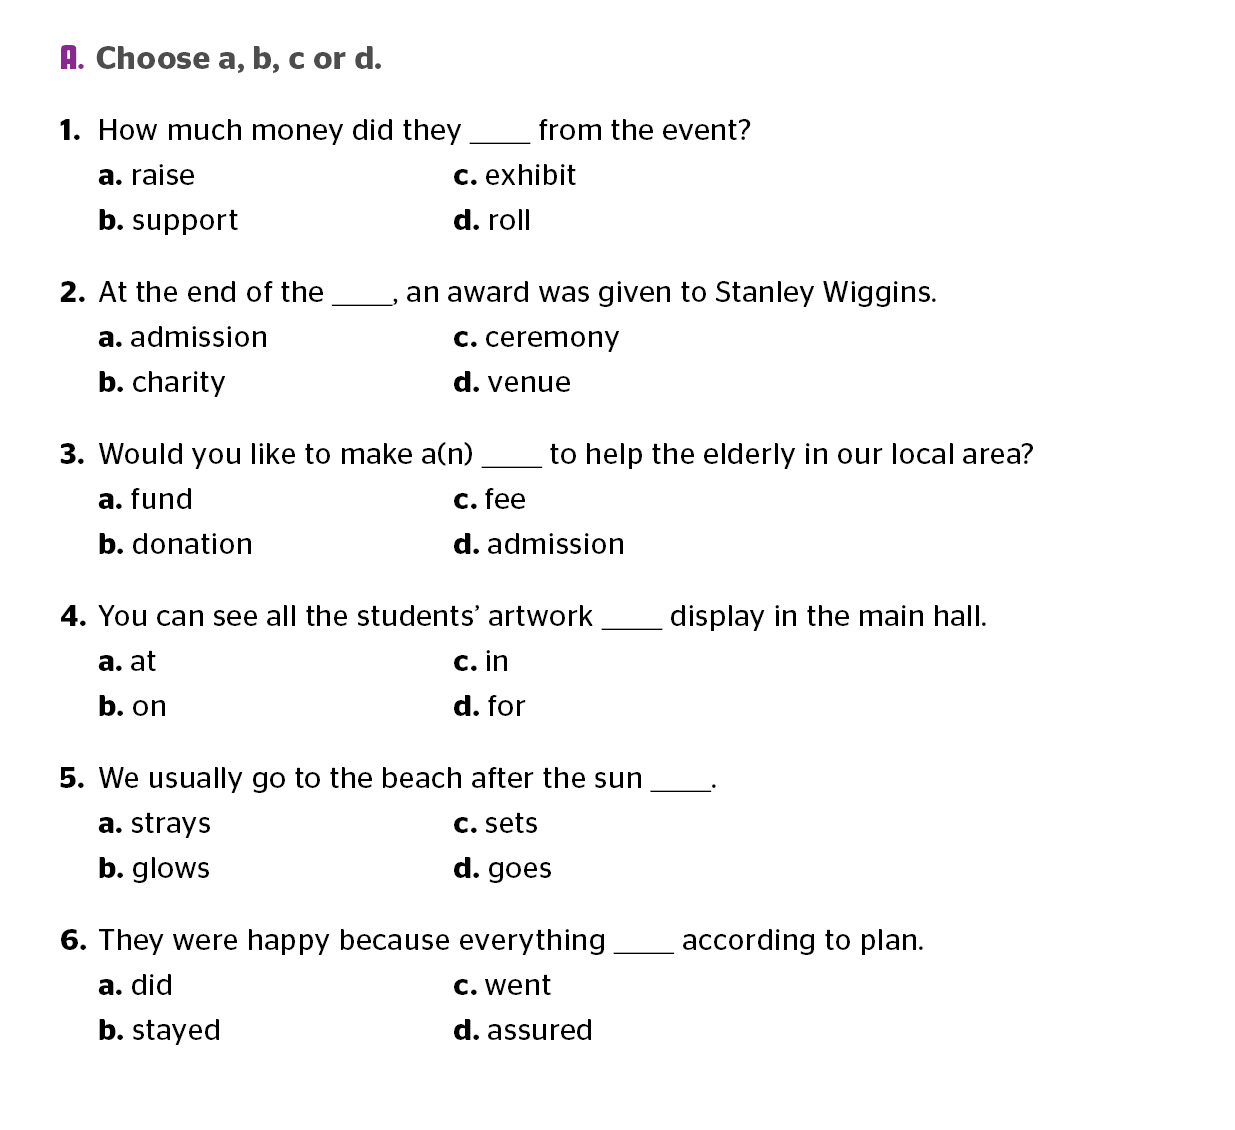 A. Choose a, b, c or d.
1. How much money did they ____ from the event?
a. raise c. exhibit
b. support d. roll
2. At the end of the ____, an award was given to Stanley Wiggins.
a. admission c. ceremony
b. charity d. venue
3. Would you like to make a(n) ____ to help the elderly in our local area?
a. fund c. fee
b. donation d. admission
4. You can see all the students’ artwork ____ display in the main hall.
a. at c. in
b. on d. for
5. We usually go to the beach after the sun ____.
a. strays c. sets
b. glows d. goes
6. They were happy because everything ____ according to plan.
a. did c. went
b. stayed d. assured